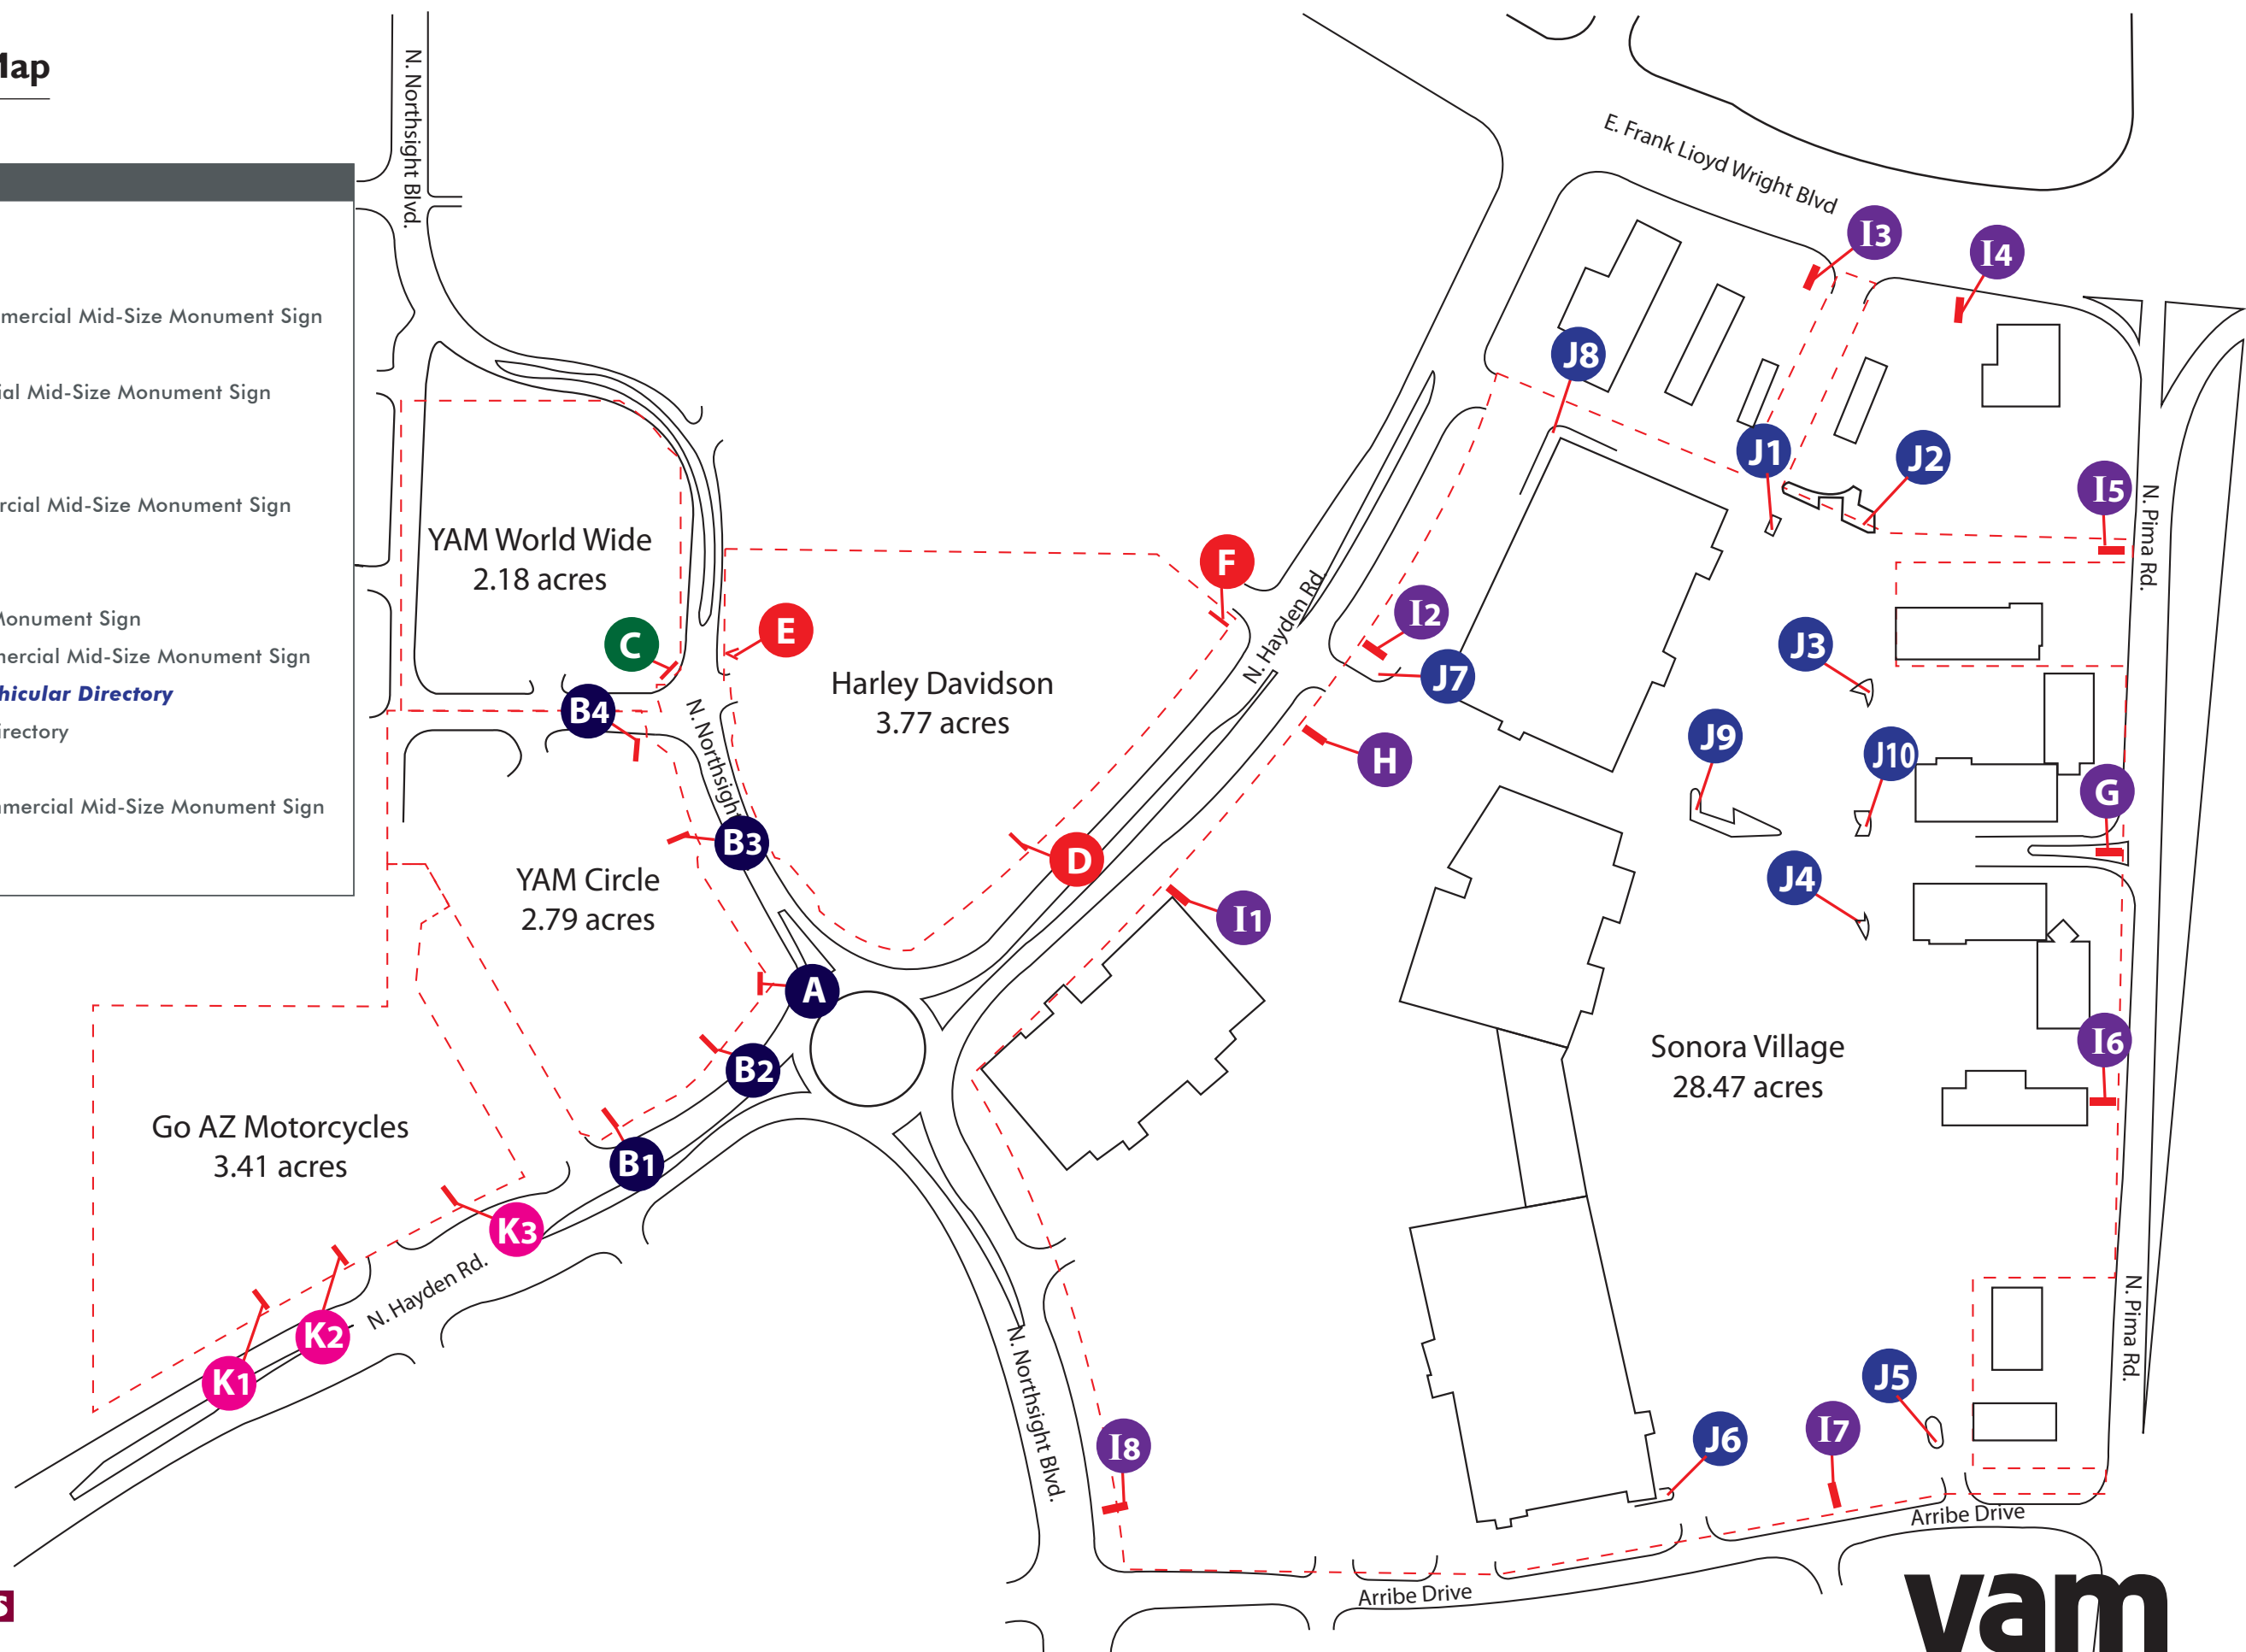 Map
mercial Mid-Size Monument Sign
ial Mid-Size Monument Sign
rcial Mid-Size Monument Sign
Monument Sign
mercial Mid-Size Monument Sign
hicular Directory
irectory
mmercial Mid-Size Monument Sign
N. Northsight Blvd.
E. Frank Lioyd Wright Blvd
I3
I4
J8
J1
J2
I5
N. Pima Rd.
YAM World Wide
2.18 acres
F
N. Hayden Rd.
I2
J7
J3
C
E
B4
N. Northsight
Harley Davidson
3.77 acres
H
J9
J10
G
B3
D
YAM Circle
2.79 acres
I1
J4
A
B2
Sonora Village
28.47 acres
I6
Go AZ Motorcycles
3.41 acres
B1
K3
N. Hayden Rd.
K2
K1
N. Northsight Blvd.
I8
J6
I7
J5
N. Pima Rd.
Arribe Drive
Arribe Drive
yam
s